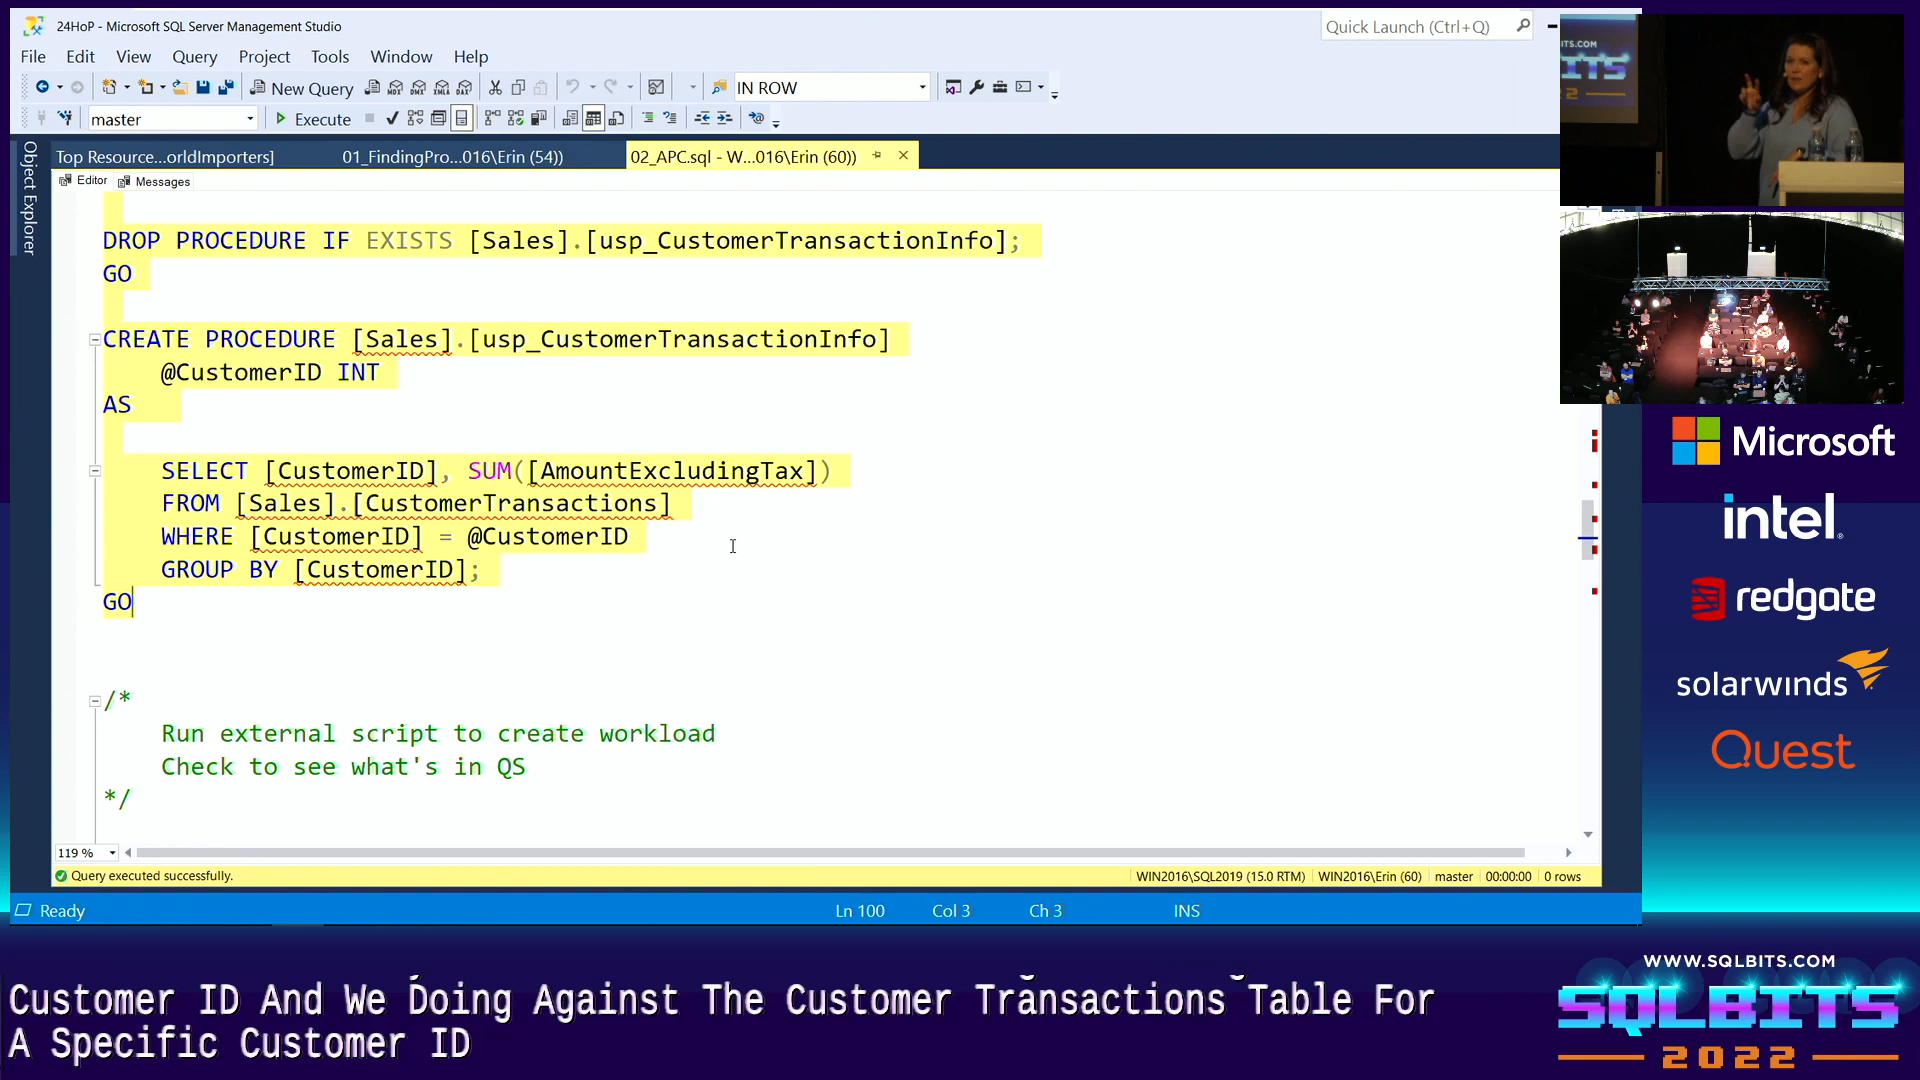 24HoP - Microsoft SQL Server Management Studio
Quick Launch (Ctrl+Q)
File Edit View Query Project Tools Window Help
New Query
IN ROW
master
Execute
Object Explorer
Top Resource...orldImporters]
01_FindingPro...016\Erin (54))
02_APC.sql - W...016\Erin (60))
Editor Messages
DROP PROCEDURE IF EXISTS [Sales].[usp_CustomerTransactionInfo];
GO
CREATE PROCEDURE [Sales].[usp_CustomerTransactionInfo]
@CustomerID INT
AS
SELECT [CustomerID], SUM([AmountExcludingTax])
FROM [Sales].[CustomerTransactions]
WHERE [CustomerID] = @CustomerID
GROUP BY [CustomerID];
GO
/*
Run external script to create workload
Check to see what's in QS
*/
119 %
Query executed successfully.
WIN2016\SQL2019 (15.0 RTM) WIN2016\Erin (60) master 00:00:00 0 rows
Ready
Ln 100 Col 3 Ch 3 INS
Microsoft
intel.
redgate
solarwinds
Quest
Customer ID And We Doing Against The Customer Transactions Table For
A Specific Customer ID
WWW.SQLBITS.COM
SQLBITS
2022